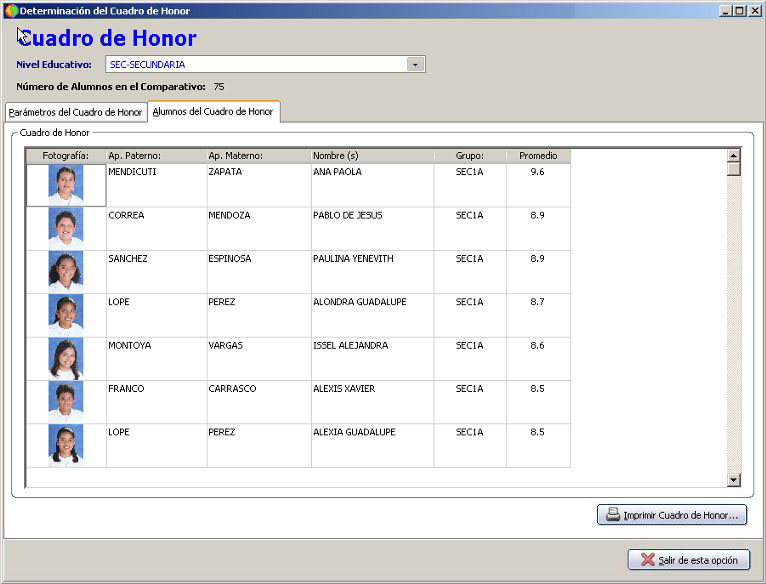 Determinación del Cuadro de Honor
Cuadro de Honor
Nivel Educativo: SEC-SECUNDARIA
Número de Alumnos en el Comparativo: 75
Parámetros del Cuadro de Honor Alumnos del Cuadro de Honor
Cuadro de Honor
Fotografía: Ap. Paterno: Ap. Materno: Nombre (s) Grupo: Promedio
MENDICUTI ZAPATA ANA PAOLA SEC1A 9.6
CORREA MENDOZA PABLO DE JESUS SEC1A 8.9
SANCHEZ ESPINOSA PAULINA YENEVITH SEC1A 8.9
LOPE PEREZ ALONDRA GUADALUPE SEC1A 8.7
MONTOYA VARGAS ISSEL ALEJANDRA SEC1A 8.6
FRANCO CARRASCO ALEXIS XAVIER SEC1A 8.5
LOPE PEREZ ALEXIA GUADALUPE SEC1A 8.5
Imprimir Cuadro de Honor...
Salir de esta opción